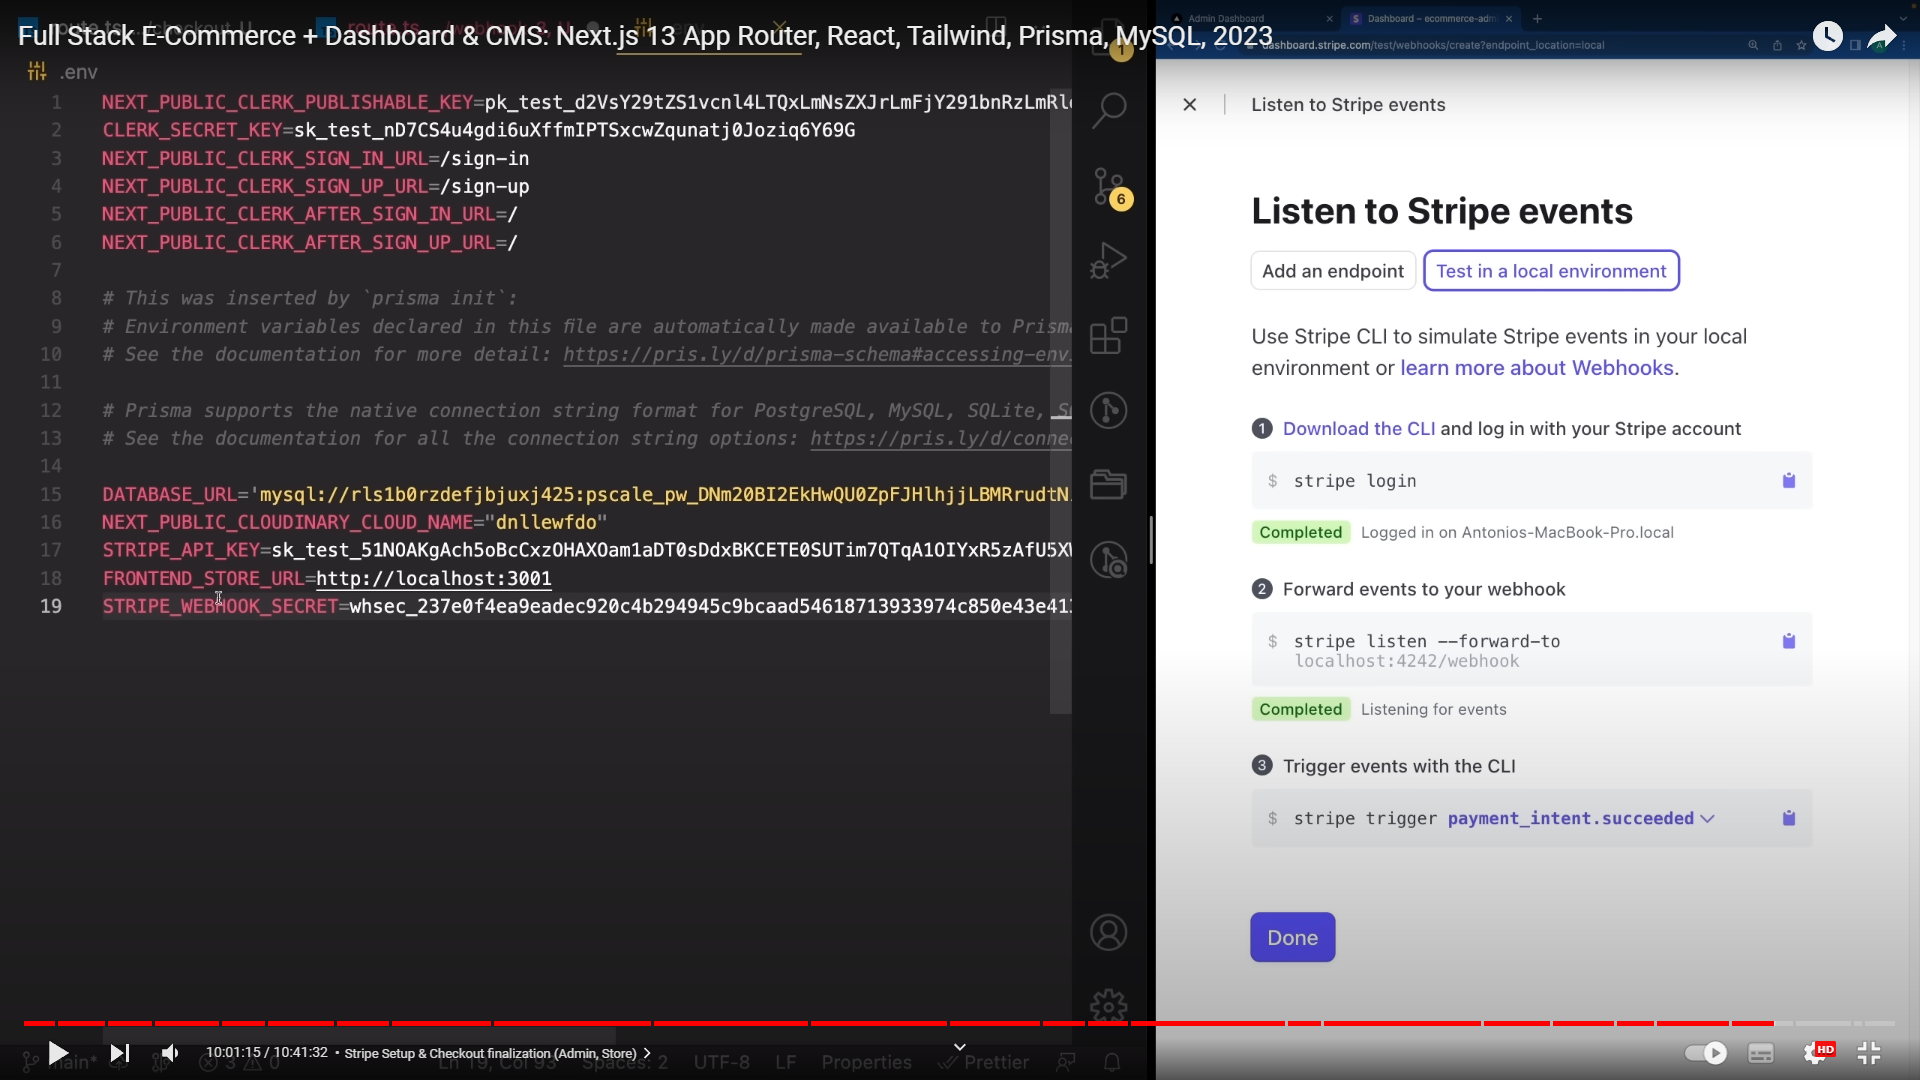 Full Stack E-Commerce + Dashboard & CMS: Next.js 13 App Router, React, Tailwind, Prisma, MySQL, 2023
Admin Dashboard
Dashboard – ecommerce-adm
dashboard.stripe.com/test/webhooks/create?endpoint_location=local
.env
1 NEXT_PUBLIC_CLERK_PUBLISHABLE_KEY=pk_test_d2VsY29tZS1vcnl4LTQxLmNsZXJrLmFjY291bnRzLmRl
2 CLERK_SECRET_KEY=sk_test_nD7CS4u4gdi6uXffmIPTSxcwZqunatj0Joziq6Y69G
3 NEXT_PUBLIC_CLERK_SIGN_IN_URL=/sign-in
4 NEXT_PUBLIC_CLERK_SIGN_UP_URL=/sign-up
5 NEXT_PUBLIC_CLERK_AFTER_SIGN_IN_URL=/
6 NEXT_PUBLIC_CLERK_AFTER_SIGN_UP_URL=/
7
8 # This was inserted by `prisma init`:
9 # Environment variables declared in this file are automatically made available to Prisma
10 # See the documentation for more detail: https://pris.ly/d/prisma-schema#accessing-env
11
12 # Prisma supports the native connection string format for PostgreSQL, MySQL, SQLite, S
13 # See the documentation for all the connection string options: https://pris.ly/d/conne
14
15 DATABASE_URL='mysql://rls1b0rzdefjbjuxj425:pscale_pw_DNm20BI2EkHwQU0ZpFJHlhjjLBMRrudtN
16 NEXT_PUBLIC_CLOUDINARY_CLOUD_NAME="dnllewfdo"
17 STRIPE_API_KEY=sk_test_51NOAKgAch5oBcCxzOHAXOam1aDT0sDdxBKCETE0SUTim7QTqA1OIYxR5zAfU5X
18 FRONTEND_STORE_URL=http://localhost:3001
19 STRIPE_WEBHOOK_SECRET=whsec_237e0f4ea9eadec920c4b294945c9bcaad54618713933974c850e43e41
1
6
Listen to Stripe events
Listen to Stripe events
Add an endpoint
Test in a local environment
Use Stripe CLI to simulate Stripe events in your local
environment or learn more about Webhooks.
1 Download the CLI and log in with your Stripe account
$ stripe login
Completed Logged in on Antonios-MacBook-Pro.local
2 Forward events to your webhook
$ stripe listen --forward-to
localhost:4242/webhook
Completed Listening for events
3 Trigger events with the CLI
$ stripe trigger payment_intent.succeeded
Done
10:01:15 / 10:41:32 • Stripe Setup & Checkout finalization (Admin, Store)
main* 3 0 Ln 19, Col 93 Spaces: 2 UTF-8 LF Properties Prettier
HD